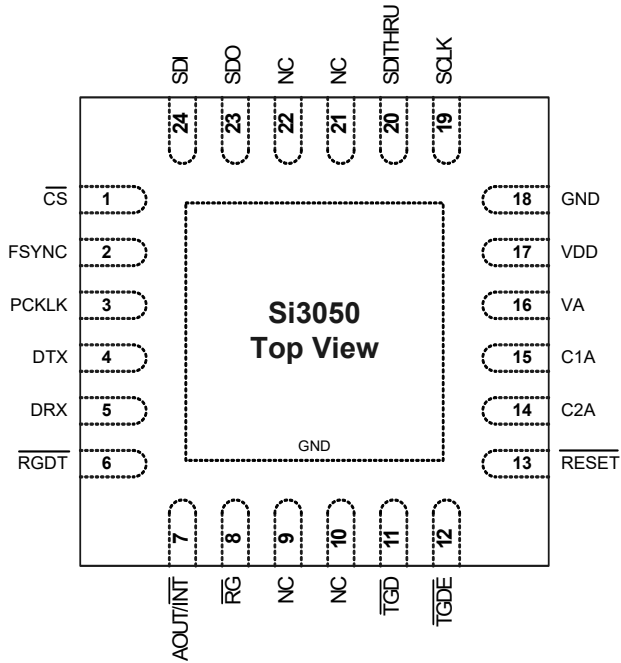 SDI
SDO
NC
NC
SDITHRU
SCLK
24
23
22
21
20
19
CS
1
18
GND
FSYNC
2
17
VDD
PCKLK
3
16
VA
DTX
4
15
C1A
DRX
5
14
C2A
RGDT
6
13
RESET
Si3050
Top View
GND
7
8
9
10
11
12
AOUT/INT
RG
NC
NC
TGD
TGDE